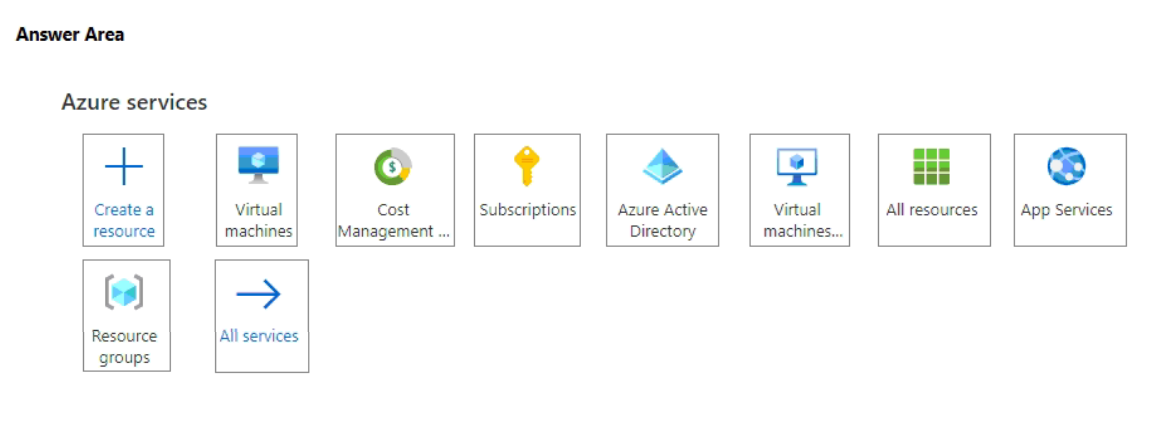 Answer Area
Azure services
Create a
resource
Virtual
machines
Cost
Management ...
Subscriptions
Azure Active
Directory
Virtual
machines...
All resources
App Services
Resource
groups
All services